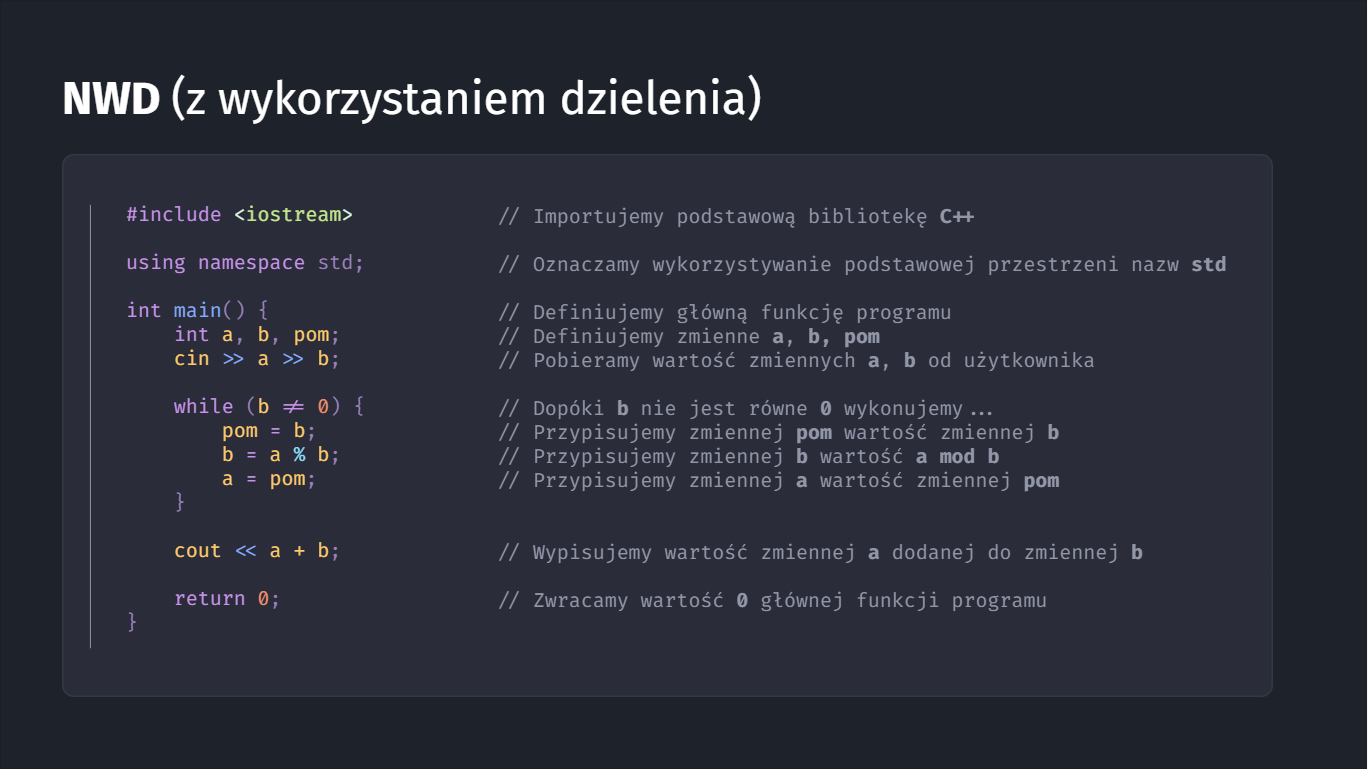 NWD (z wykorzystaniem dzielenia)
#include <iostream> // Importujemy podstawową bibliotekę C++
using namespace std; // Oznaczamy wykorzystywanie podstawowej przestrzeni nazw std
int main() { // Definiujemy główną funkcję programu
int a, b, pom; // Definiujemy zmienne a, b, pom
cin >> a >> b; // Pobieramy wartość zmiennych a, b od użytkownika
while (b != 0) { // Dopóki b nie jest równe 0 wykonujemy...
pom = b; // Przypisujemy zmiennej pom wartość zmiennej b
b = a % b; // Przypisujemy zmiennej b wartość a mod b
a = pom; // Przypisujemy zmiennej a wartość zmiennej pom
}
cout << a + b; // Wypisujemy wartość zmiennej a dodanej do zmiennej b
return 0; // Zwracamy wartość 0 głównej funkcji programu
}